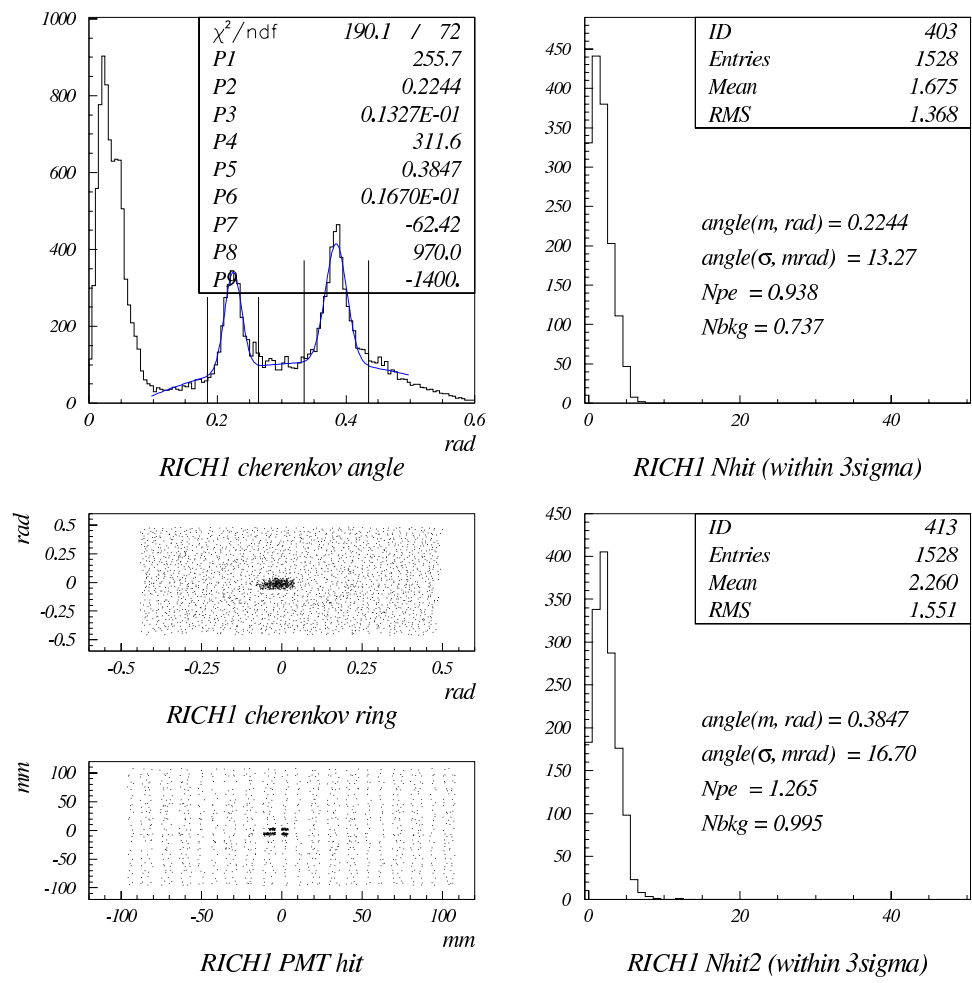 1000
800
600
400
200
0
χ²/ndf 190.1 / 72
P1 255.7
P2 0.2244
P3 0.1327E-01
P4 311.6
P5 0.3847
P6 0.1670E-01
P7 -62.42
P8 970.0
P9 -1400.
0 0.2 0.4 0.6
rad
RICH1 cherenkov angle
450
400
350
300
250
200
150
100
50
0
ID 403
Entries 1528
Mean 1.675
RMS 1.368
angle(m, rad) = 0.2244
angle(σ, mrad) = 13.27
Npe = 0.938
Nbkg = 0.737
0 20 40
RICH1 Nhit (within 3sigma)
rad
0.5
0.25
0
-0.25
-0.5
-0.5 -0.25 0 0.25 0.5
rad
RICH1 cherenkov ring
mm
100
50
0
-50
-100
-100 -50 0 50 100
mm
RICH1 PMT hit
450
400
350
300
250
200
150
100
50
0
ID 413
Entries 1528
Mean 2.260
RMS 1.551
angle(m, rad) = 0.3847
angle(σ, mrad) = 16.70
Npe = 1.265
Nbkg = 0.995
0 20 40
RICH1 Nhit2 (within 3sigma)